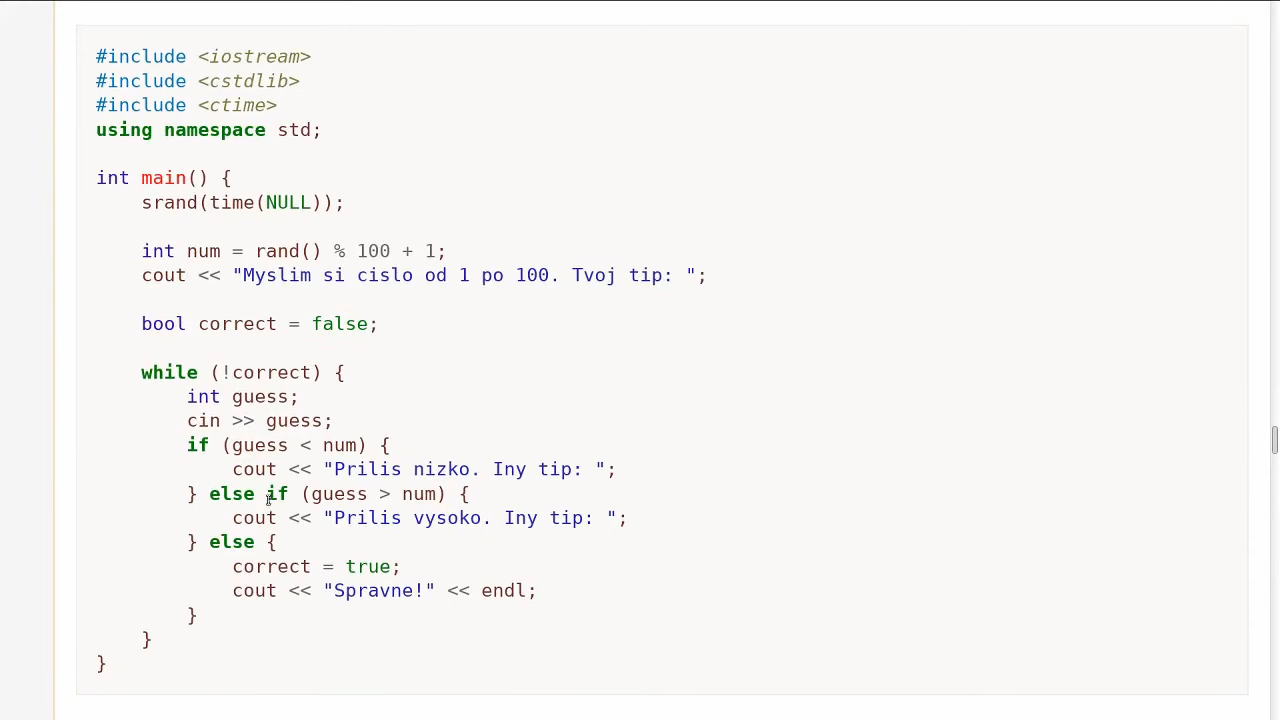 #include <iostream>
#include <cstdlib>
#include <ctime>
using namespace std;
int main() {
    srand(time(NULL));
    int num = rand() % 100 + 1;
    cout << "Myslim si cislo od 1 po 100. Tvoj tip: ";
    bool correct = false;
    while (!correct) {
        int guess;
        cin >> guess;
        if (guess < num) {
            cout << "Prilis nizko. Iny tip: ";
        } else if (guess > num) {
            cout << "Prilis vysoko. Iny tip: ";
        } else {
            correct = true;
            cout << "Spravne!" << endl;
        }
    }
}